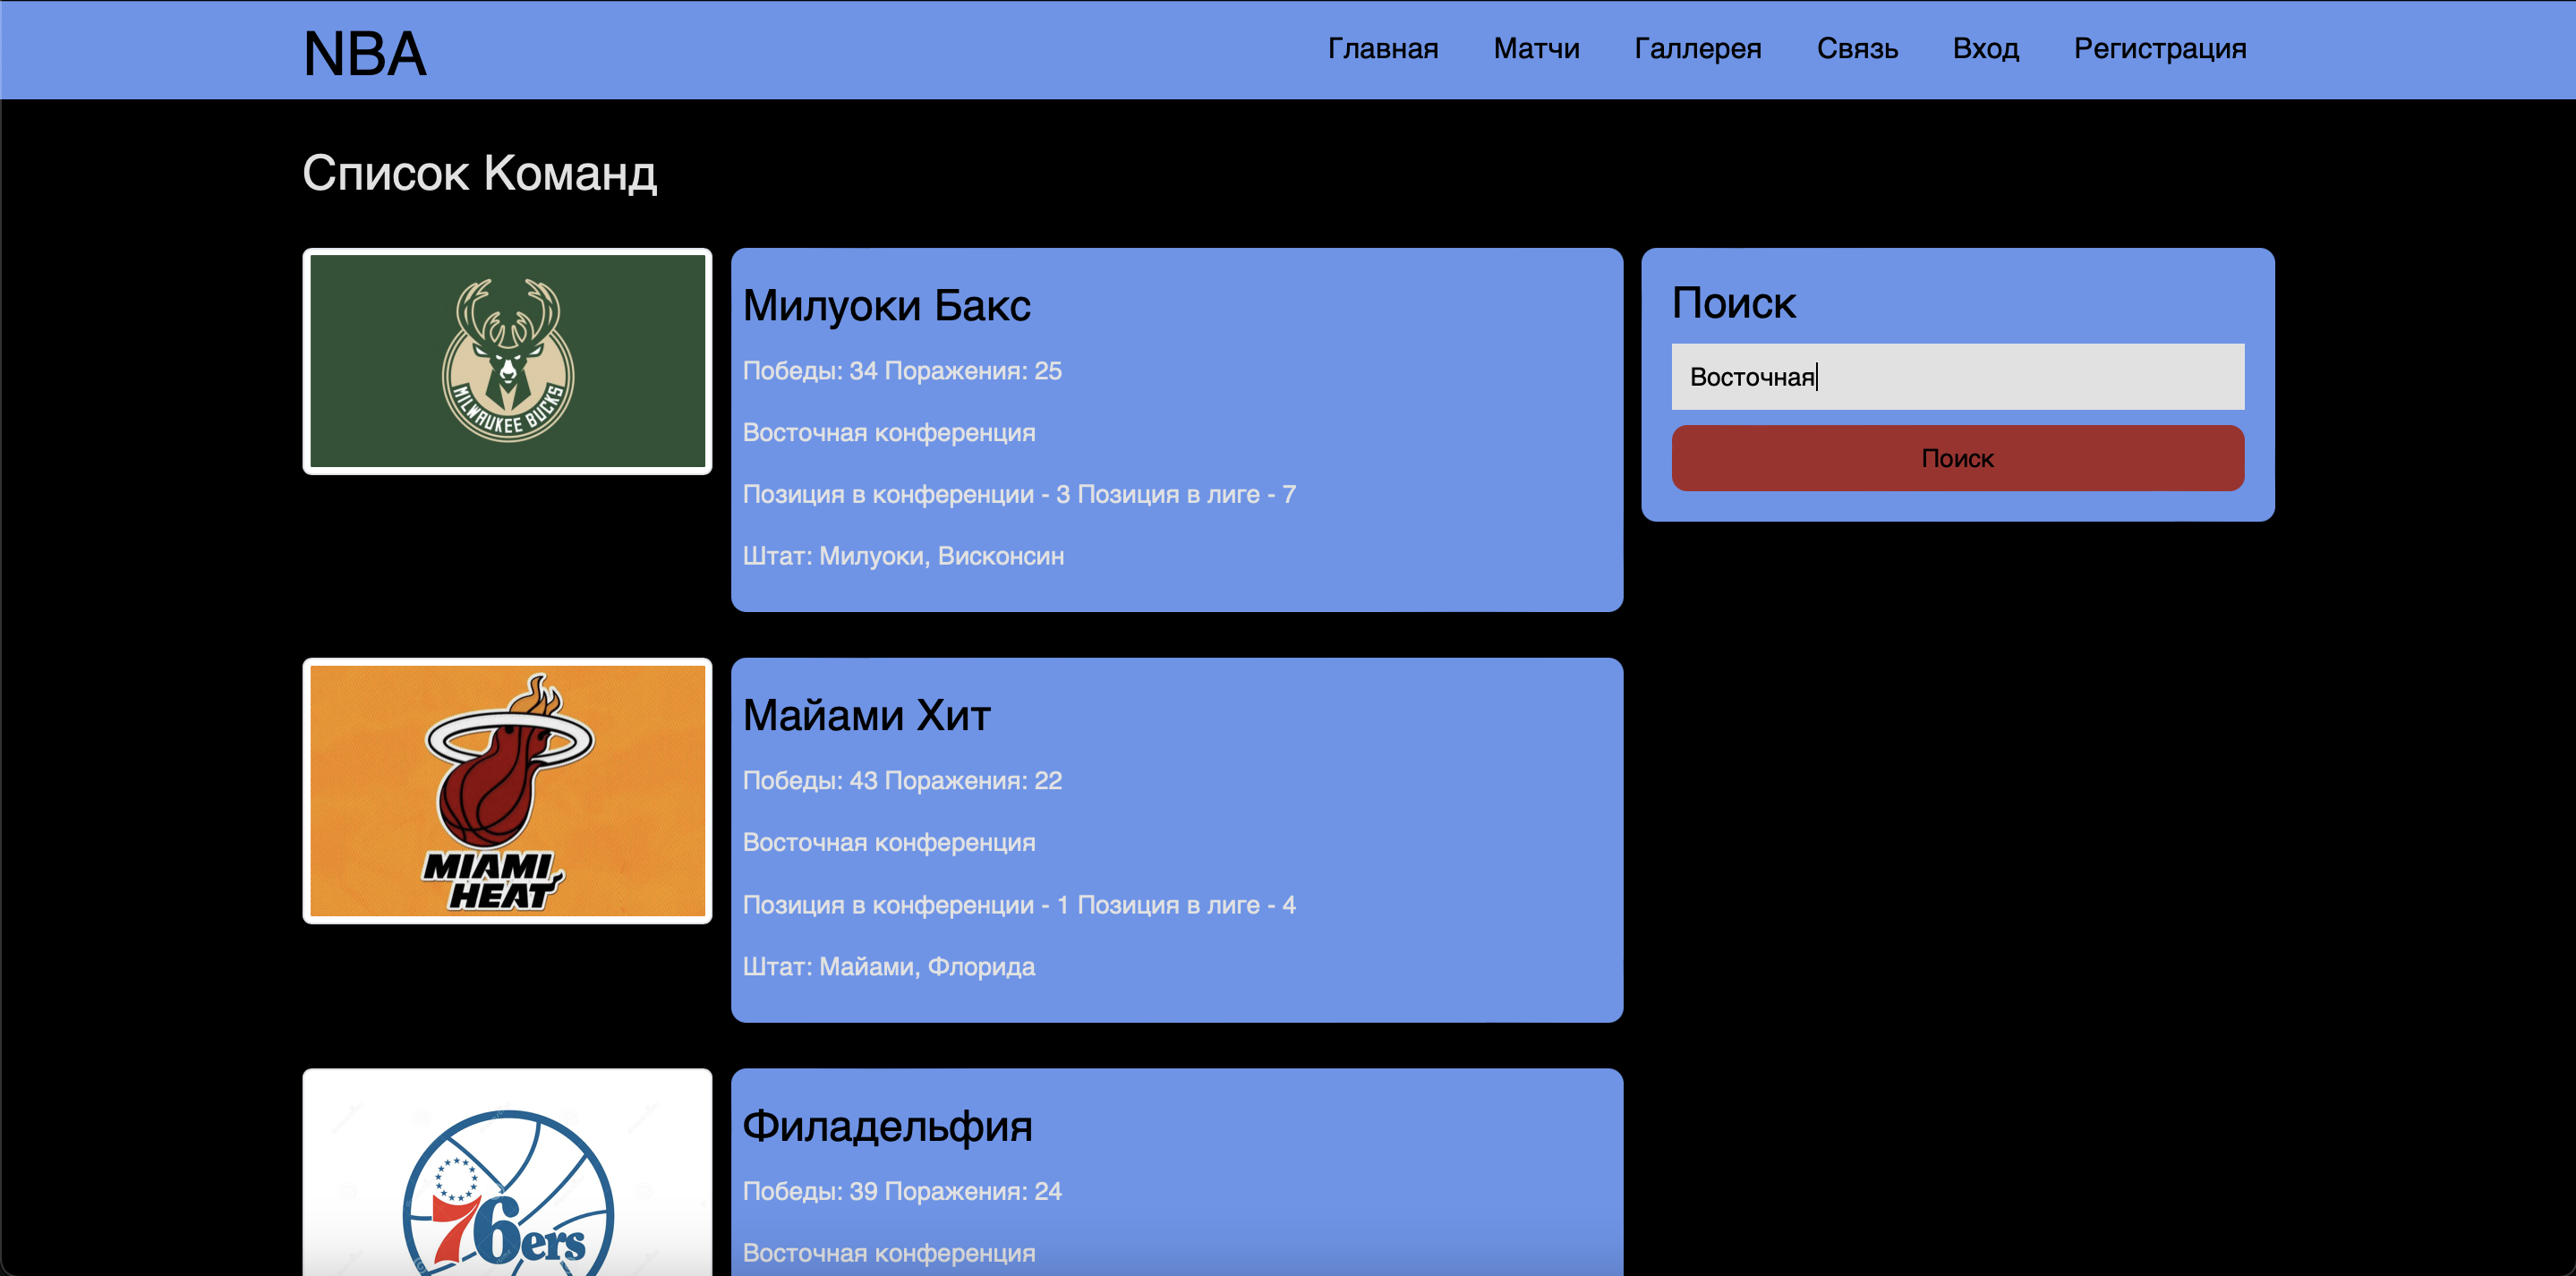 NBA
Главная Матчи Галлерея Связь Вход Регистрация
Список Команд
MILWAUKEE BUCKS
Милуоки Бакс
Победы: 34 Поражения: 25
Восточная конференция
Позиция в конференции - 3 Позиция в лиге - 7
Штат: Милуоки, Висконсин
Поиск
Восточная
Поиск
MIAMI
HEAT
Майами Хит
Победы: 43 Поражения: 22
Восточная конференция
Позиция в конференции - 1 Позиция в лиге - 4
Штат: Майами, Флорида
76ers
Филадельфия
Победы: 39 Поражения: 24
Восточная конференция